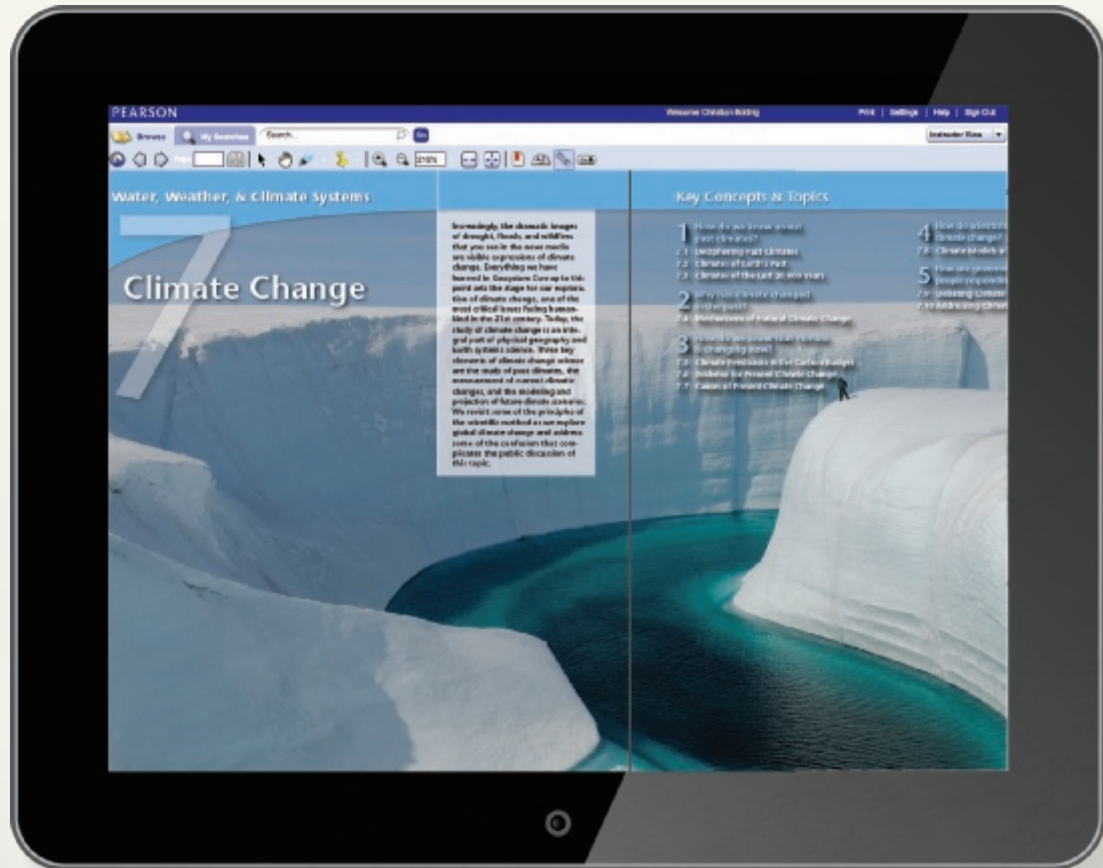 PEARSON
Welcome Christian Botting
Print | Settings | Help | Sign Out
Browse
My Searches
Search...
Go
Instructor View
210%
Water, Weather, & Climate Systems
7
Climate Change
Increasingly, the dramatic images
of drought, floods, and wildfires
that you see in the news media
are visible expressions of climate
change. Everything we have
learned in Geosystems Core up to this
point sets the stage for our explora-
tion of climate change, one of the
most critical issues facing human-
kind in the 21st century. Today, the
study of climate change is an inte-
gral part of physical geography and
Earth systems science. Three key
elements of climate change science
are the study of past climates, the
measurement of current climatic
changes, and the modeling and
projection of future climate scenarios.
We revisit some of the principles of
the scientific method as we explore
global climate change and address
some of the confusion that com-
plicates the public discussion of
this topic.
Key Concepts & Topics
1 How do we know about
past climates?
7.1 Deciphering Past Climates
7.2 Climates of Earth's Past
7.3 Climates of the Last 20,000 Years
2 Why has climate changed
in the past?
7.4 Mechanisms of Natural Climate Change
3 How do we know that climate
is changing now?
7.5 Climate Feedbacks & the Carbon Budget
7.6 Evidence for Present Climate Change
7.7 Causes of Present Climate Change
4 How do scientists
climate change?
7.8 Climate Models &
5 How are
people
7.9 Debating Climate
7.10 Addressing Climate